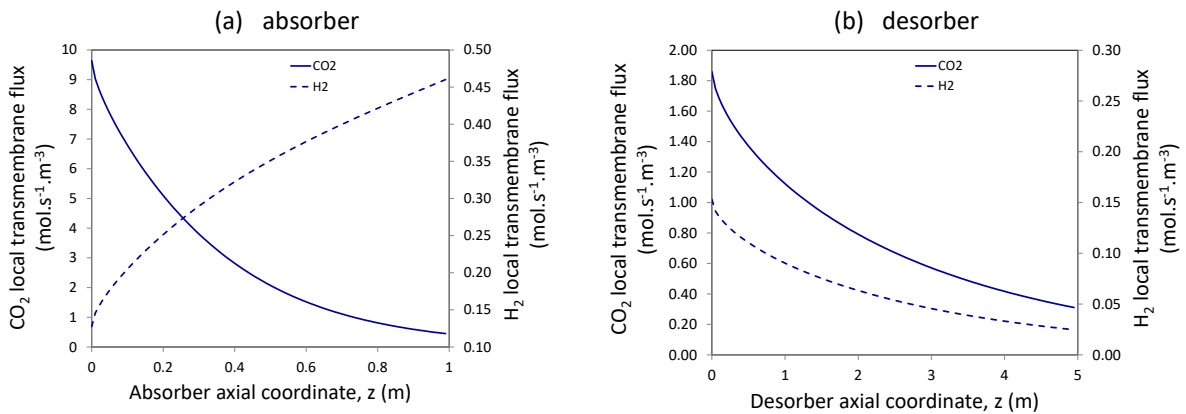 (a) absorber
CO2 local transmembrane flux
(mol.s-1.m-3)
10
9
8
7
6
5
4
3
2
1
0
CO2
H2
0.50
0.45
0.40
0.35
0.30
0.25
0.20
0.15
0.10
H2 local transmembrane flux
(mol.s-1.m-3)
0 0.2 0.4 0.6 0.8 1
Absorber axial coordinate, z (m)
(b) desorber
CO2 local transmembrane flux
(mol.s-1.m-3)
2.00
1.80
1.60
1.40
1.20
1.00
0.80
0.60
0.40
0.20
0.00
CO2
H2
0.30
0.25
0.20
0.15
0.10
0.05
0.00
H2 local transmembrane flux
(mol.s-1.m-3)
0 1 2 3 4 5
Desorber axial coordinate, z (m)